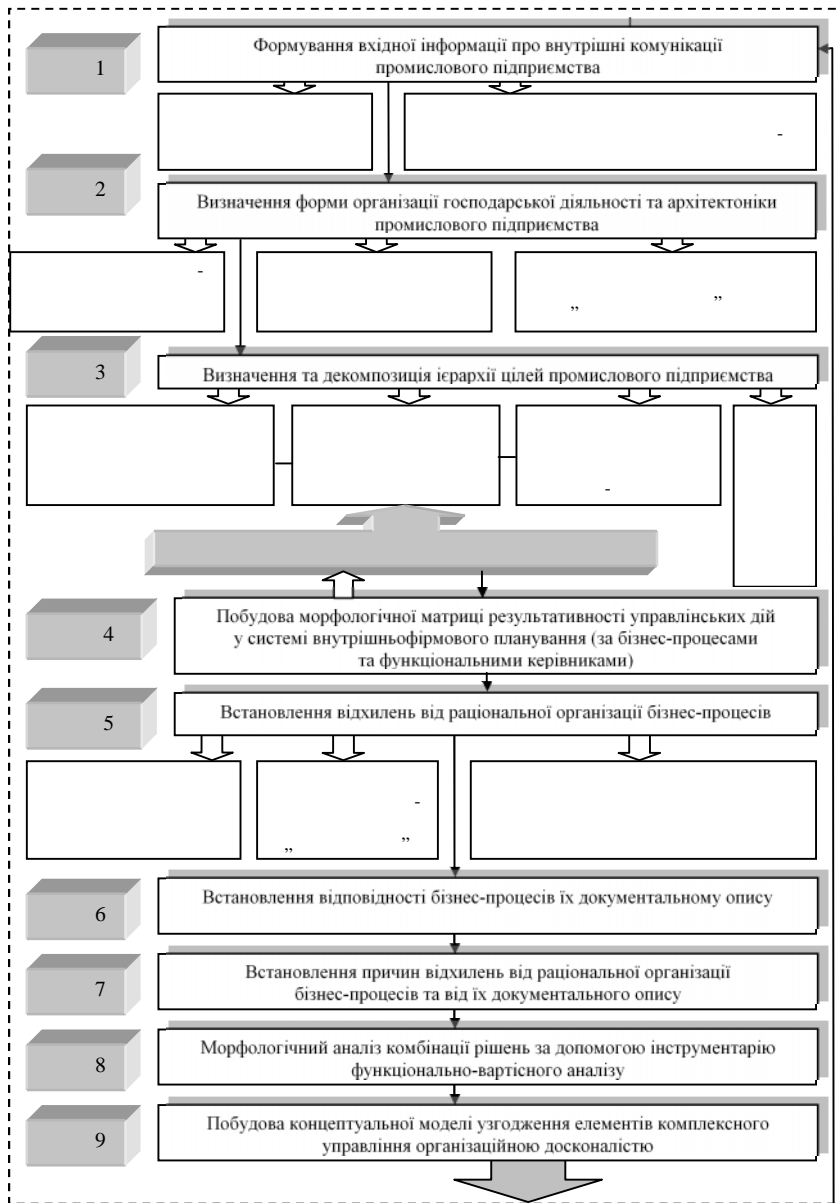 1
Формування вхідної інформації про внутрішні комунікації
промислового підприємства
-
2
Визначення форми організації господарської діяльності та архітектоніки
промислового підприємства
-
„ ”
3
Визначення та декомпозиція ієрархії цілей промислового підприємства
-
4
Побудова морфологічної матриці результативності управлінських дій
у системі внутрішньофірмового планування (за бізнес-процесами
та функціональними керівниками)
5
Встановлення відхилень від раціональної організації бізнес-процесів
-
„ ”
6
Встановлення відповідності бізнес-процесів їх документальному опису
7
Встановлення причин відхилень від раціональної організації
бізнес-процесів та від їх документального опису
8
Морфологічний аналіз комбінації рішень за допомогою інструментарію
функціонально-вартісного аналізу
9
Побудова концептуальної моделі узгодження елементів комплексного
управління організаційною досконалістю